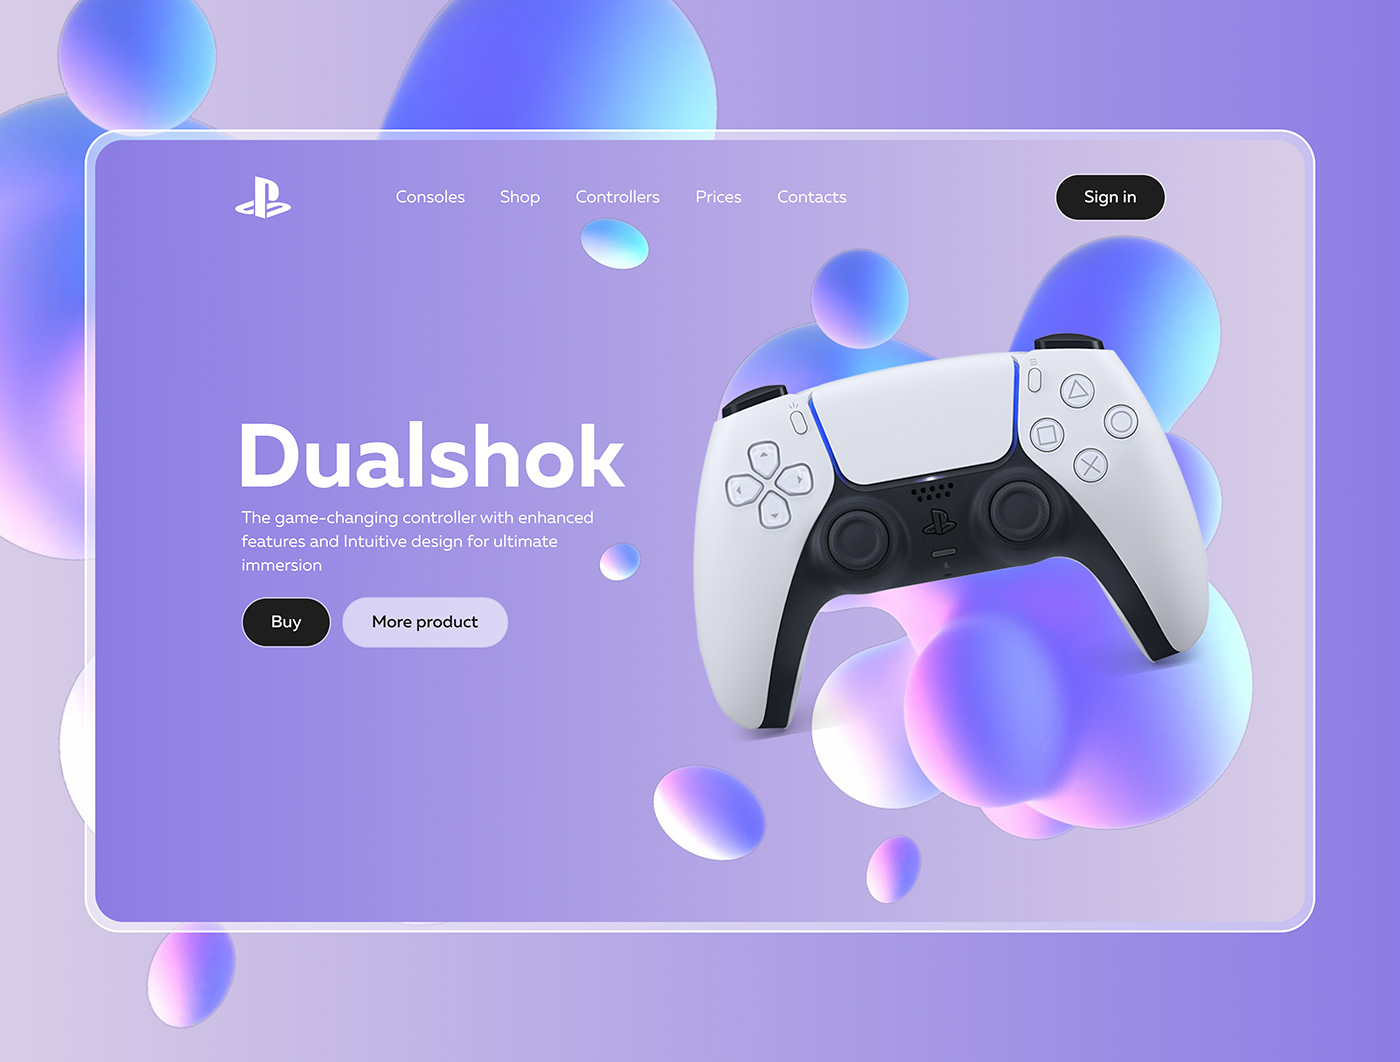 Consoles Shop Controllers Prices Contacts Sign in
Dualshok
The game-changing controller with enhanced
features and Intuitive design for ultimate
immersion
Buy More product